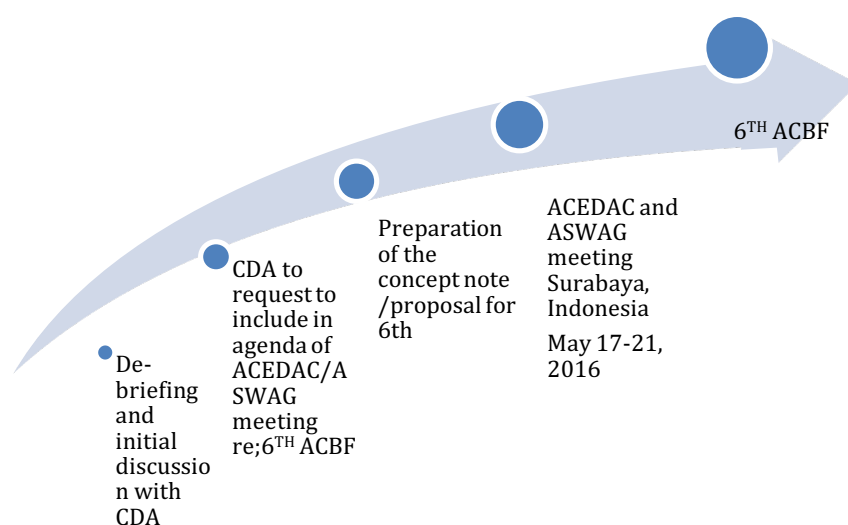 De-
briefing
and
initial
discussio
n with
CDA
CDA to
request to
include in
agenda of
ACEDAC/A
SWAG
meeting
re;6TH ACBF
Preparation
of the
concept note
/proposal for
6th
ACEDAC and
ASWAG
meeting
Surabaya,
Indonesia
May 17-21,
2016
6TH ACBF